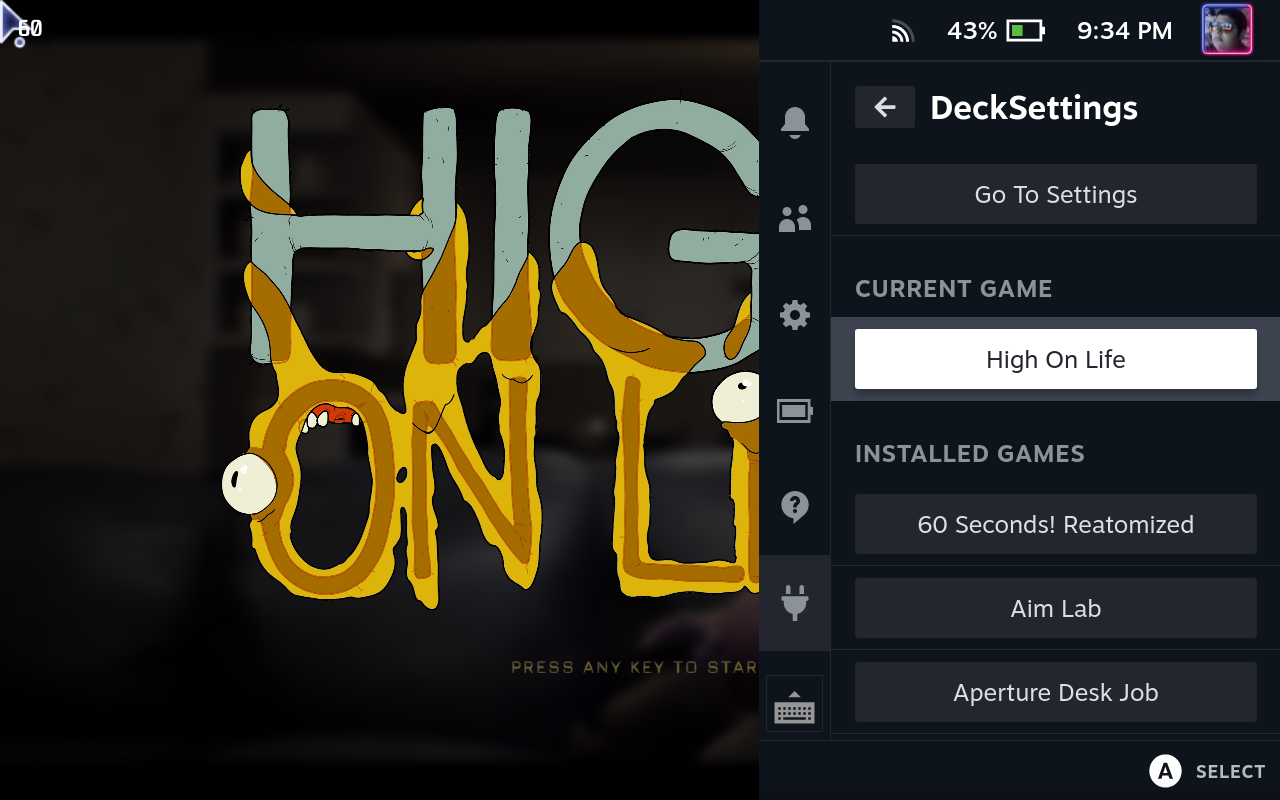 60
HIG
ON LI
PRESS ANY KEY TO STAR
43%
9:34 PM
DeckSettings
Go To Settings
CURRENT GAME
High On Life
INSTALLED GAMES
60 Seconds! Reatomized
Aim Lab
Aperture Desk Job
A SELECT